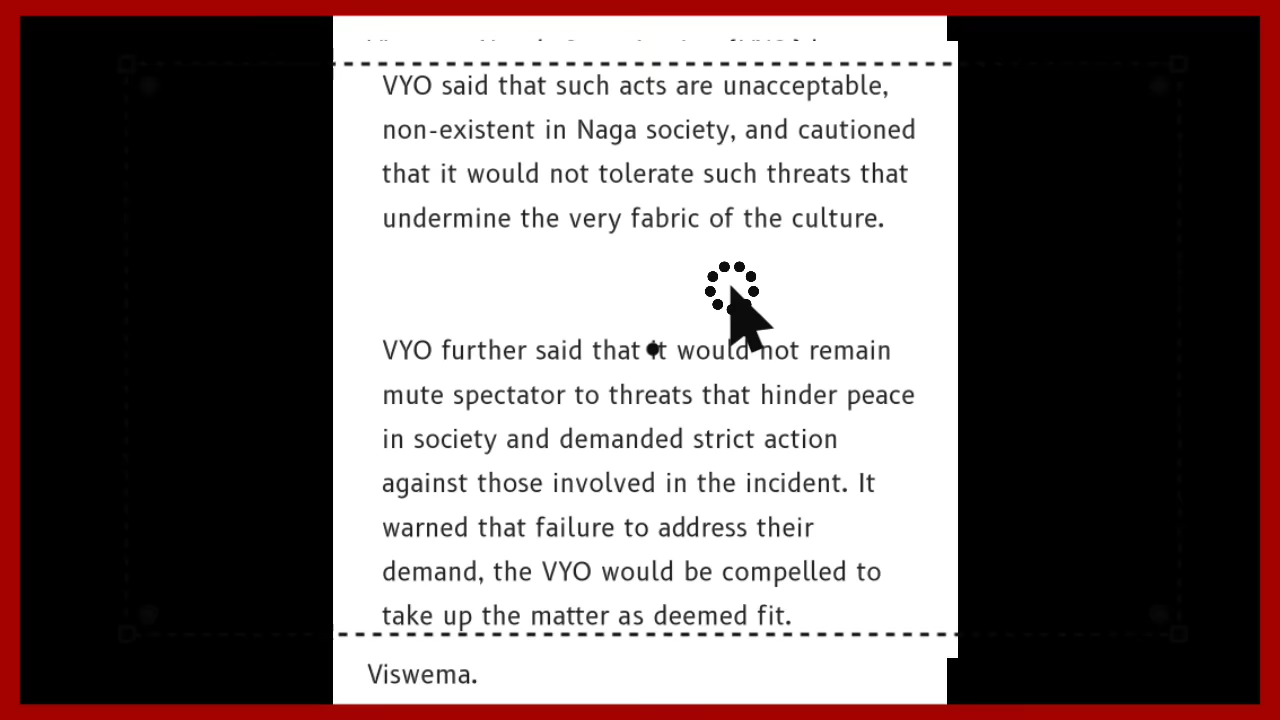 VYO said that such acts are unacceptable,
non-existent in Naga society, and cautioned
that it would not tolerate such threats that
undermine the very fabric of the culture.
VYO further said that it would not remain
mute spectator to threats that hinder peace
in society and demanded strict action
against those involved in the incident. It
warned that failure to address their
demand, the VYO would be compelled to
take up the matter as deemed fit.
Viswema.